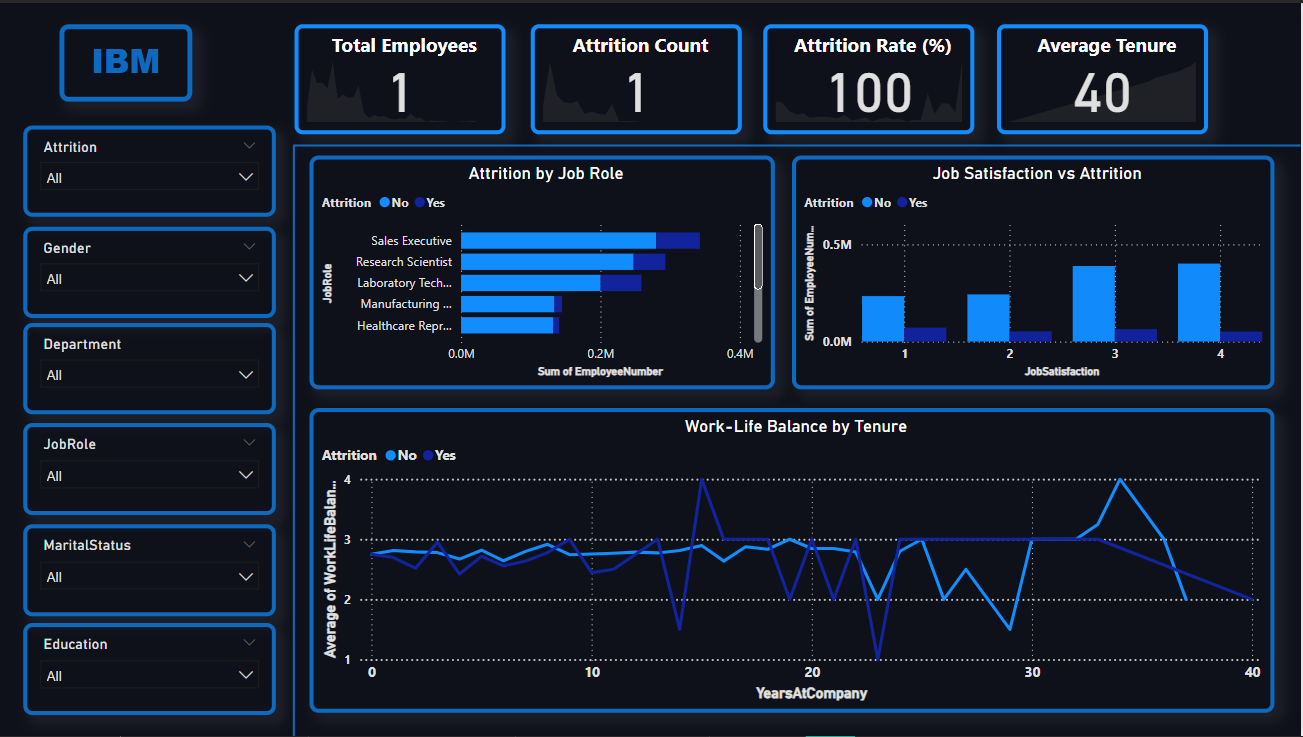 IBM
Total Employees
1
Attrition Count
1
Attrition Rate (%)
100
Average Tenure
40
Attrition
All
Gender
All
Department
All
JobRole
All
MaritalStatus
All
Education
All
Attrition by Job Role
Attrition No Yes
JobRole
Sales Executive
Research Scientist
Laboratory Tech...
Manufacturing ...
Healthcare Repr...
0.0M 0.2M 0.4M
Sum of EmployeeNumber
Job Satisfaction vs Attrition
Attrition No Yes
Sum of EmployeeNum...
0.5M
0.0M
1 2 3 4
JobSatisfaction
Work-Life Balance by Tenure
Attrition No Yes
Average of WorkLifeBalan...
4
3
2
1
0 10 20 30 40
YearsAtCompany